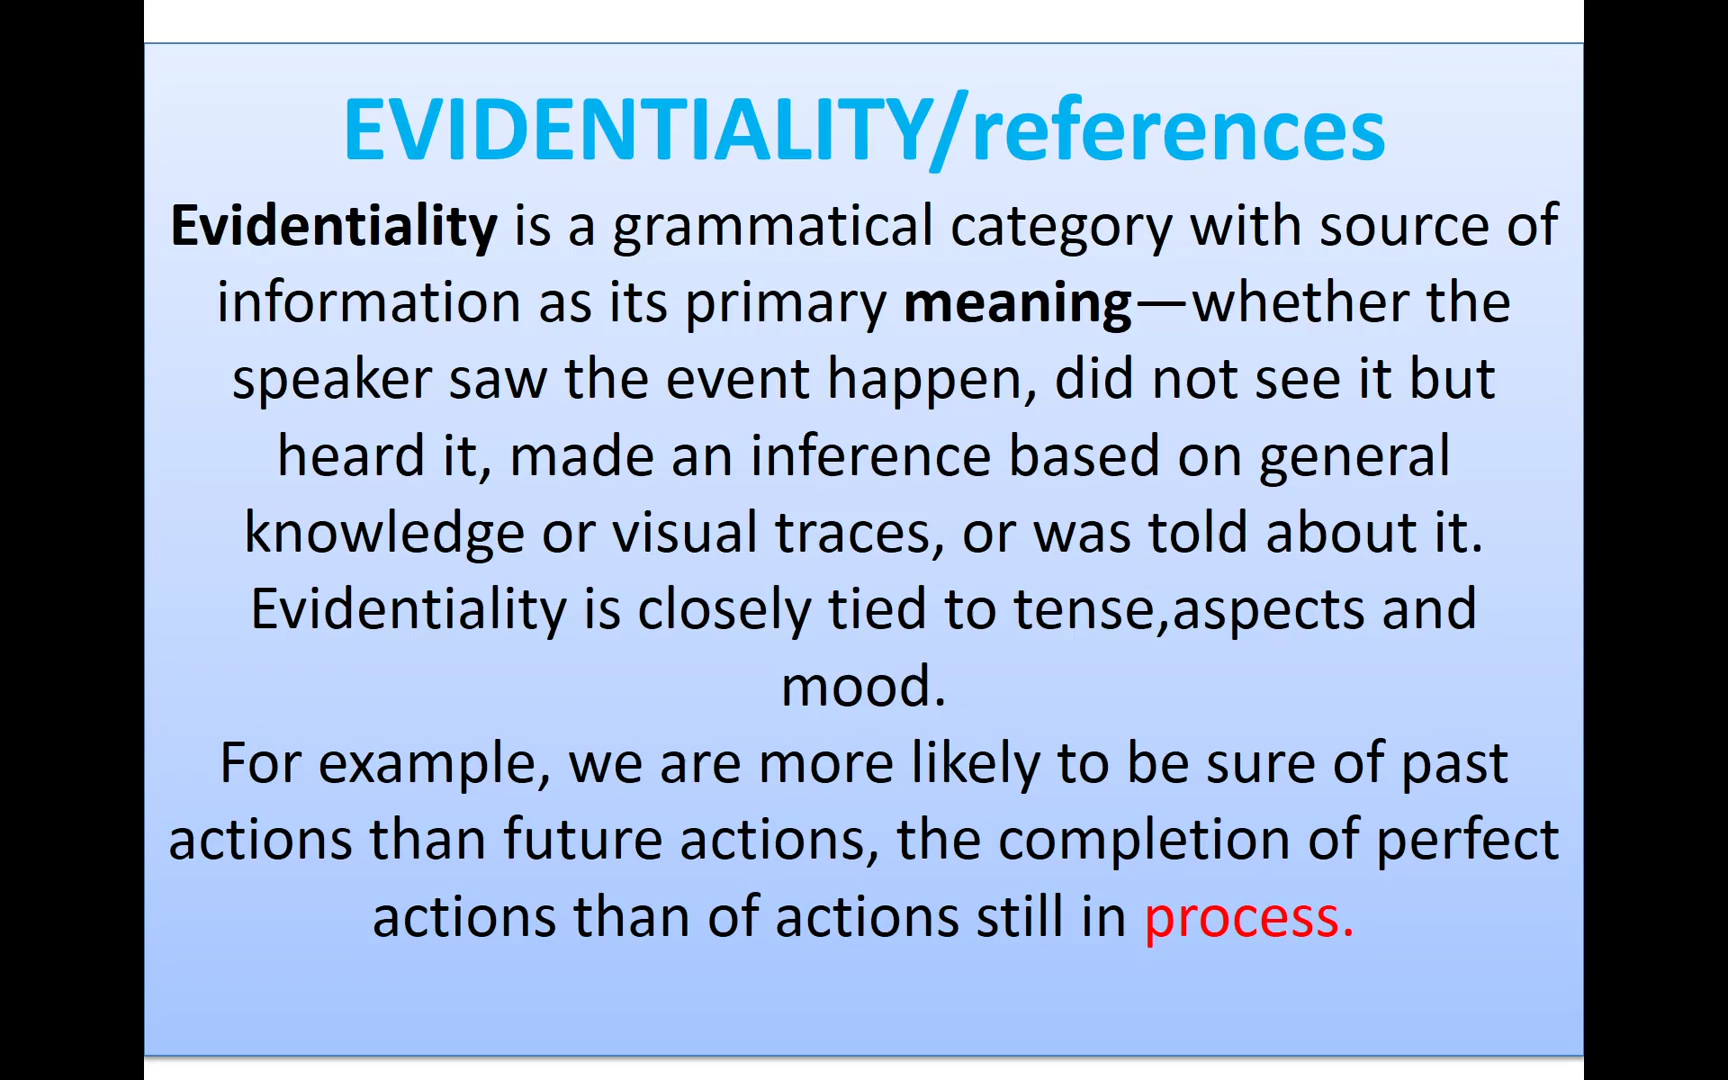 EVIDENTIALITY/references
Evidentiality is a grammatical category with source of
information as its primary meaning—whether the
speaker saw the event happen, did not see it but
heard it, made an inference based on general
knowledge or visual traces, or was told about it.
Evidentiality is closely tied to tense,aspects and
mood.
For example, we are more likely to be sure of past
actions than future actions, the completion of perfect
actions than of actions still in process.